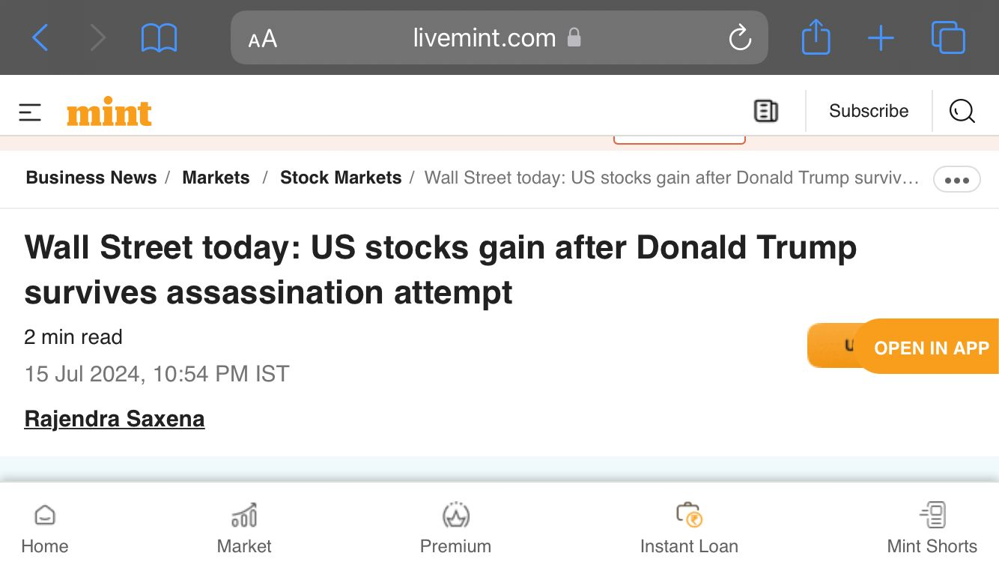 AA livemint.com
mint Subscribe
Business News / Markets / Stock Markets / Wall Street today: US stocks gain after Donald Trump surviv…
Wall Street today: US stocks gain after Donald Trump
survives assassination attempt
2 min read
OPEN IN APP
15 Jul 2024, 10:54 PM IST
Rajendra Saxena
Home Market Premium Instant Loan Mint Shorts